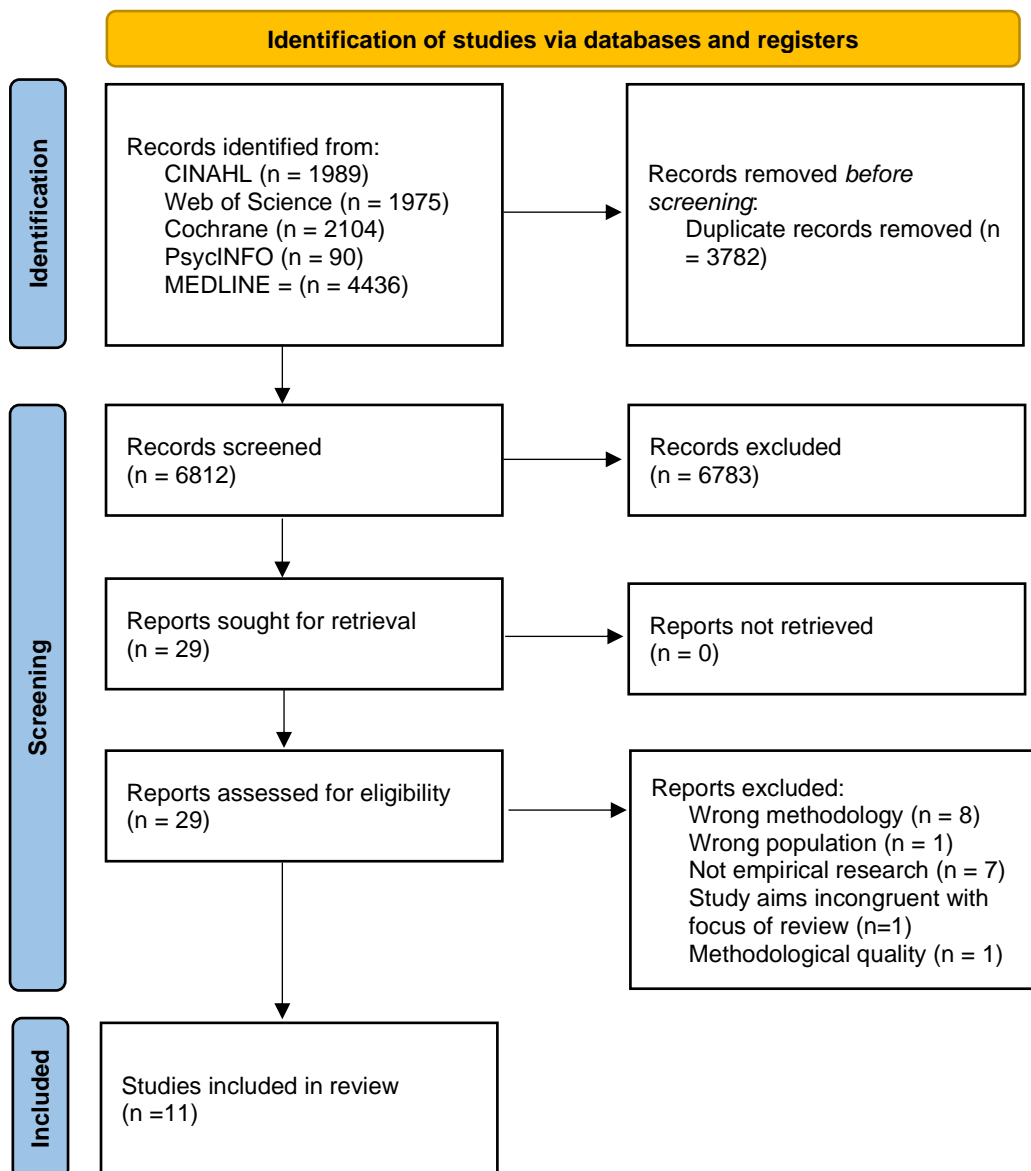 Identification of studies via databases and registers
Identification
Records identified from:
CINAHL (n = 1989)
Web of Science (n = 1975)
Cochrane (n = 2104)
PsycINFO (n = 90)
MEDLINE = (n = 4436)
Records removed before
screening:
Duplicate records removed (n
= 3782)
Screening
Records screened
(n = 6812)
Records excluded
(n = 6783)
Reports sought for retrieval
(n = 29)
Reports not retrieved
(n = 0)
Reports assessed for eligibility
(n = 29)
Reports excluded:
Wrong methodology (n = 8)
Wrong population (n = 1)
Not empirical research (n = 7)
Study aims incongruent with
focus of review (n=1)
Methodological quality (n = 1)
Included
Studies included in review
(n =11)